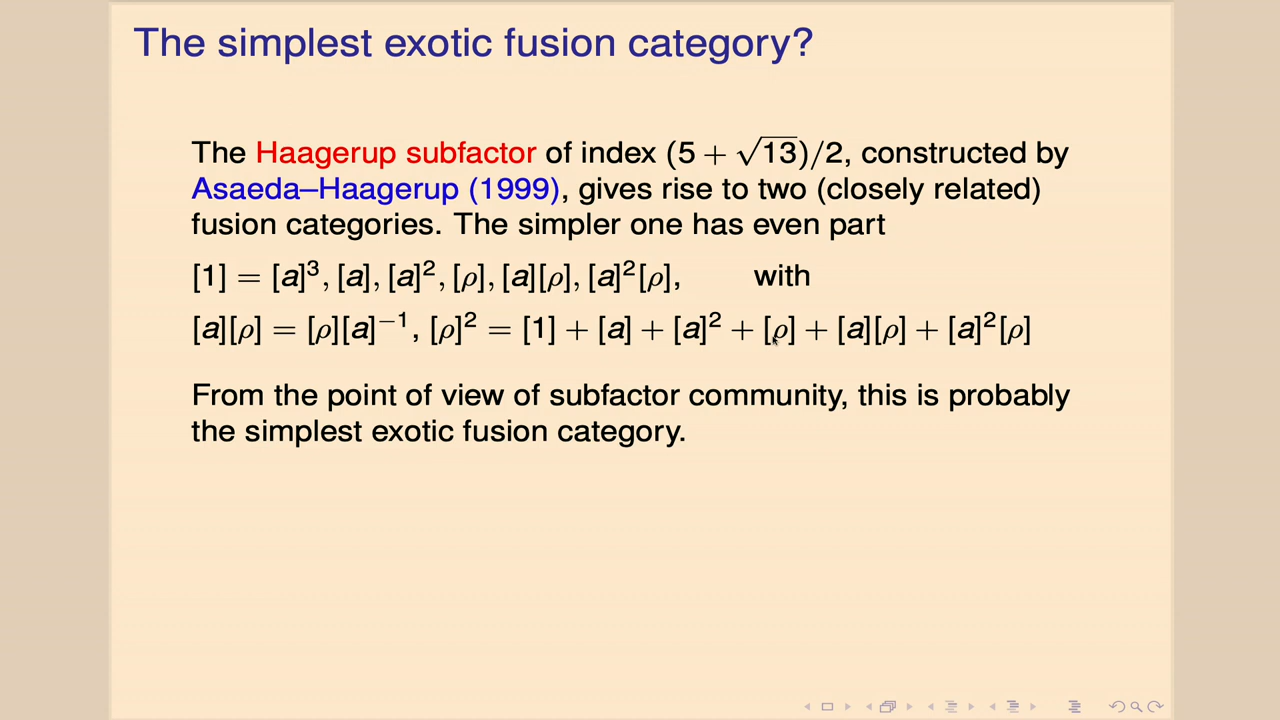 The simplest exotic fusion category?
The Haagerup subfactor of index (5 + √13)/2, constructed by
Asaeda–Haagerup (1999), gives rise to two (closely related)
fusion categories. The simpler one has even part
[1] = [a]³, [a], [a]², [ρ], [a][ρ], [a]²[ρ], with
[a][ρ] = [ρ][a]⁻¹, [ρ]² = [1] + [a] + [a]² + [ρ] + [a][ρ] + [a]²[ρ]
From the point of view of subfactor community, this is probably
the simplest exotic fusion category.